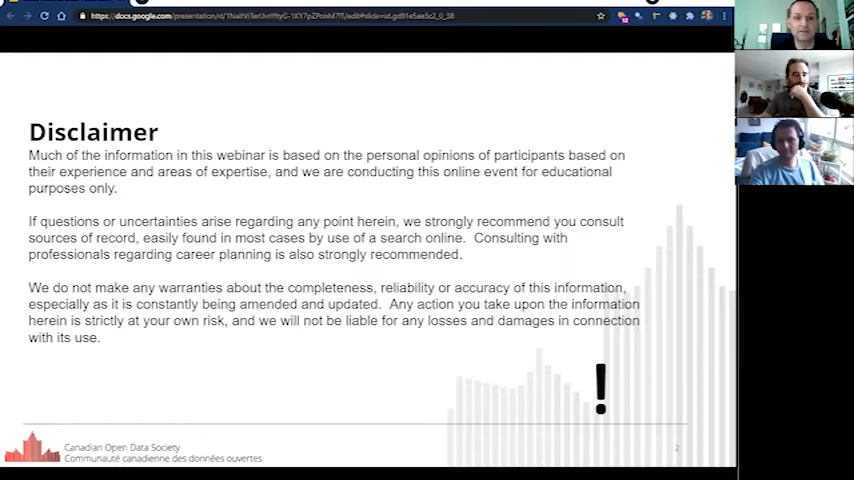 Disclaimer
Much of the information in this webinar is based on the personal opinions of participants based on
their experience and areas of expertise, and we are conducting this online event for educational
purposes only.
If questions or uncertainties arise regarding any point herein, we strongly recommend you consult
sources of record, easily found in most cases by use of a search online. Consulting with
professionals regarding career planning is also strongly recommended.
We do not make any warranties about the completeness, reliability or accuracy of this information,
especially as it is constantly being amended and updated. Any action you take upon the information
herein is strictly at your own risk, and we will not be liable for any losses and damages in connection
with its use.
!
Canadian Open Data Society
Communauté canadienne des données ouvertes
2